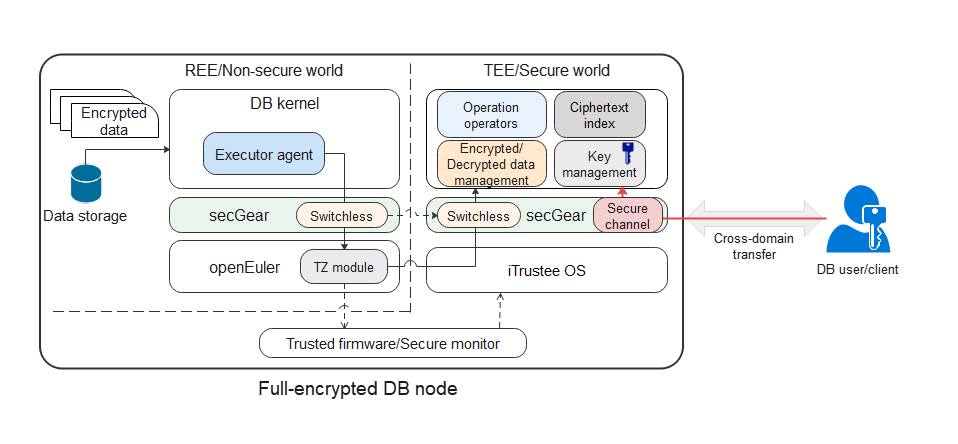 REE/Non-secure world
TEE/Secure world
Encrypted
data
Data storage
DB kernel
Executor agent
Operation
operators
Ciphertext
index
Encrypted/
Decrypted data
management
Key
management
secGear
Switchless
Switchless
secGear
Secure
channel
openEuler
TZ module
iTrustee OS
Trusted firmware/Secure monitor
Cross-domain
transfer
DB user/client
Full-encrypted DB node